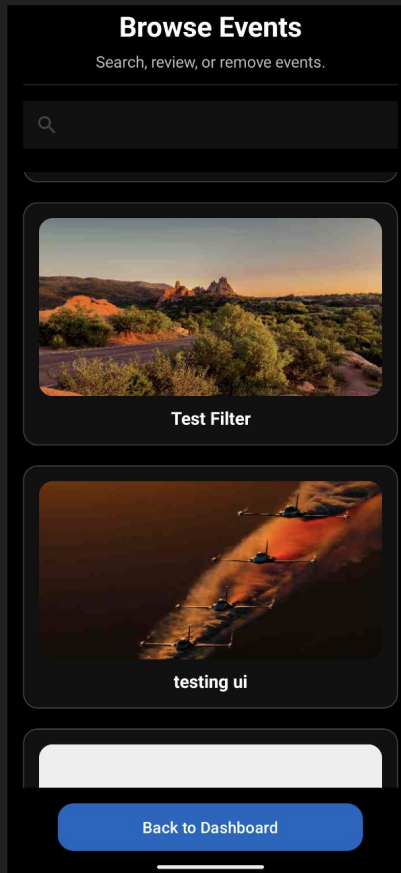 Browse Events
Search, review, or remove events.
Test Filter
testing ui
Back to Dashboard